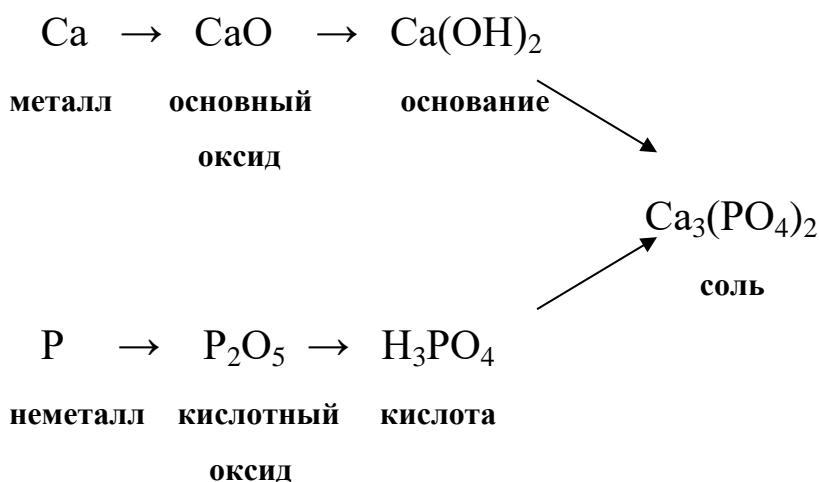 Ca → CaO → Ca(OH)₂
металл основный основание
оксид
Ca₃(PO₄)₂
соль
P → P₂O₅ → H₃PO₄
неметалл кислотный кислота
оксид